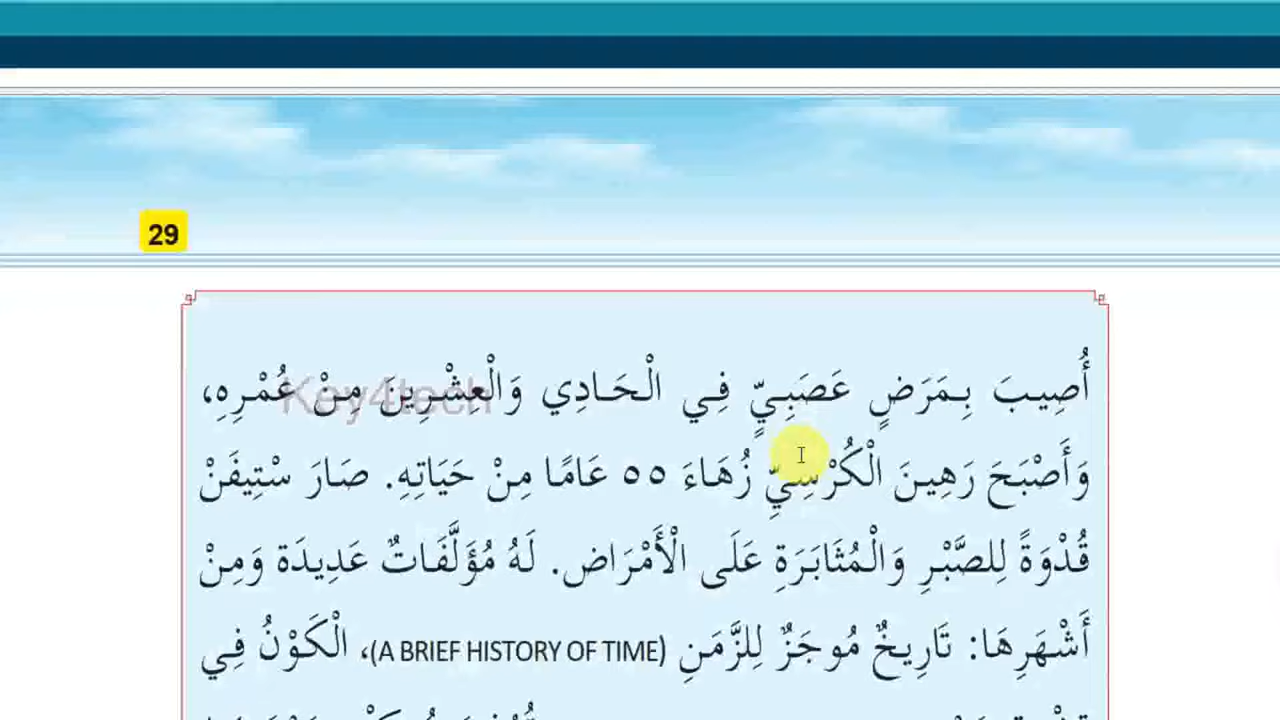 29
أُصِيبَ بِمَرَضٍ عَصَبِيٍّ فِي الْحَادِي وَالْعِشْرِينَ مِنْ عُمْرِهِ،
Key4tech
وَأَصْبَحَ رَهِينَ الْكُرْسِيِّ زُهَاءَ ٥٥ عَامًا مِنْ حَيَاتِهِ. صَارَ سْتِيفَنْ
قُدْوَةً لِلصَّبْرِ وَالْمُثَابَرَةِ عَلَى الْأَمْرَاضِ. لَهُ مُؤَلَّفَاتٌ عَدِيدَة وَمِنْ
أَشْهَرِهَا: تَارِيخٌ مُوجَزٌ لِلزَّمَنِ (A BRIEF HISTORY OF TIME)، الْكَوْنُ فِي